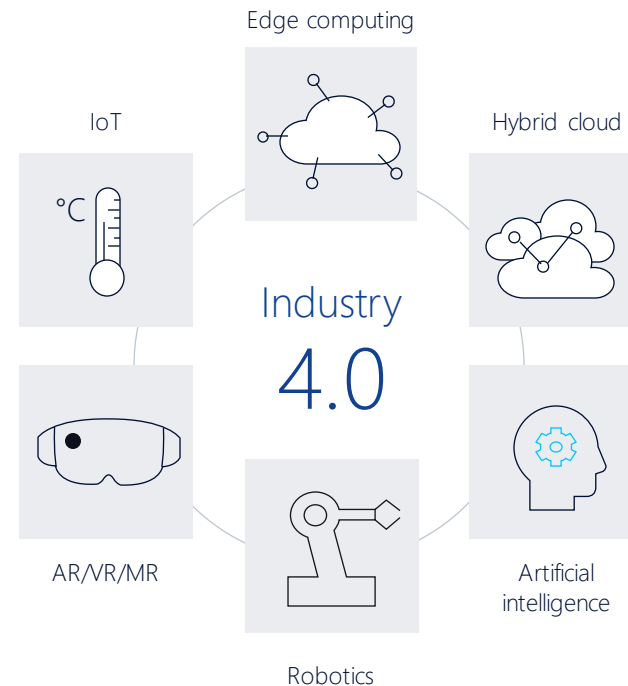 Edge computing
IoT
Hybrid cloud
°C
Industry
4.0
AR/VR/MR
Artificial
intelligence
Robotics